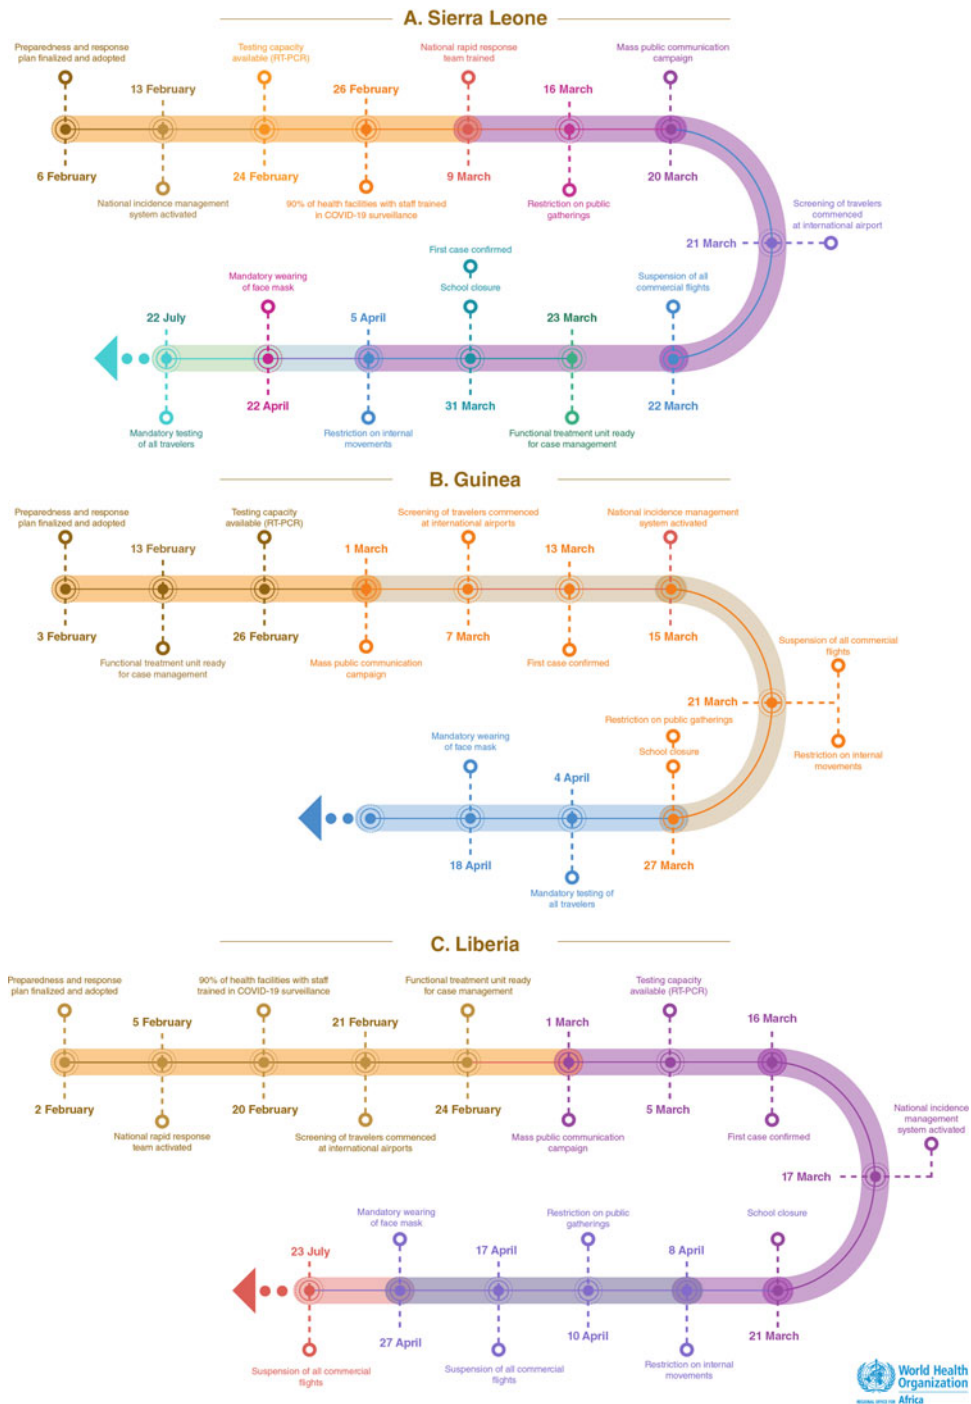 A. Sierra Leone
Preparedness and response
plan finalized and adopted
Testing capacity
available (RT-PCR)
National rapid response
team trained
Mass public communication
campaign
13 February
26 February
16 March
6 February
24 February
9 March
20 March
National incidence management
system activated
90% of health facilities with staff trained
in COVID-19 surveillance
Restriction on public
gatherings
Screening of travelers
commenced
at international airport
21 March
First case confirmed
Mandatory wearing
of face mask
School closure
Suspension of all
commercial flights
22 July
5 April
23 March
22 April
31 March
22 March
Mandatory testing
of all travelers
Restriction on internal
movements
Functional treatment unit ready
for case management
B. Guinea
Preparedness and response
plan finalized and adopted
Testing capacity
available (RT-PCR)
Screening of travelers commenced
at international airports
National incidence management
system activated
13 February
1 March
13 March
3 February
26 February
7 March
15 March
Functional treatment unit ready
for case management
Mass public communication
campaign
First case confirmed
Suspension of all commercial
flights
21 March
Restriction on internal
movements
Restriction on public gatherings
School closure
Mandatory wearing
of face mask
4 April
18 April
27 March
Mandatory testing of
all travelers
C. Liberia
Preparedness and response
plan finalized and adopted
90% of health facilities with staff
trained in COVID-19 surveillance
Functional treatment unit ready
for case management
Testing capacity
available (RT-PCR)
5 February
21 February
1 March
16 March
2 February
20 February
24 February
5 March
National rapid response
team activated
Screening of travelers commenced
at international airports
Mass public communication
campaign
First case confirmed
National incidence
management
system activated
17 March
Mandatory wearing
of face mask
Restriction on public
gatherings
School closure
23 July
17 April
8 April
27 April
10 April
21 March
Suspension of all commercial
flights
Suspension of all commercial
flights
Restriction on internal
movements
World Health
Organization
REGIONAL OFFICE FOR Africa